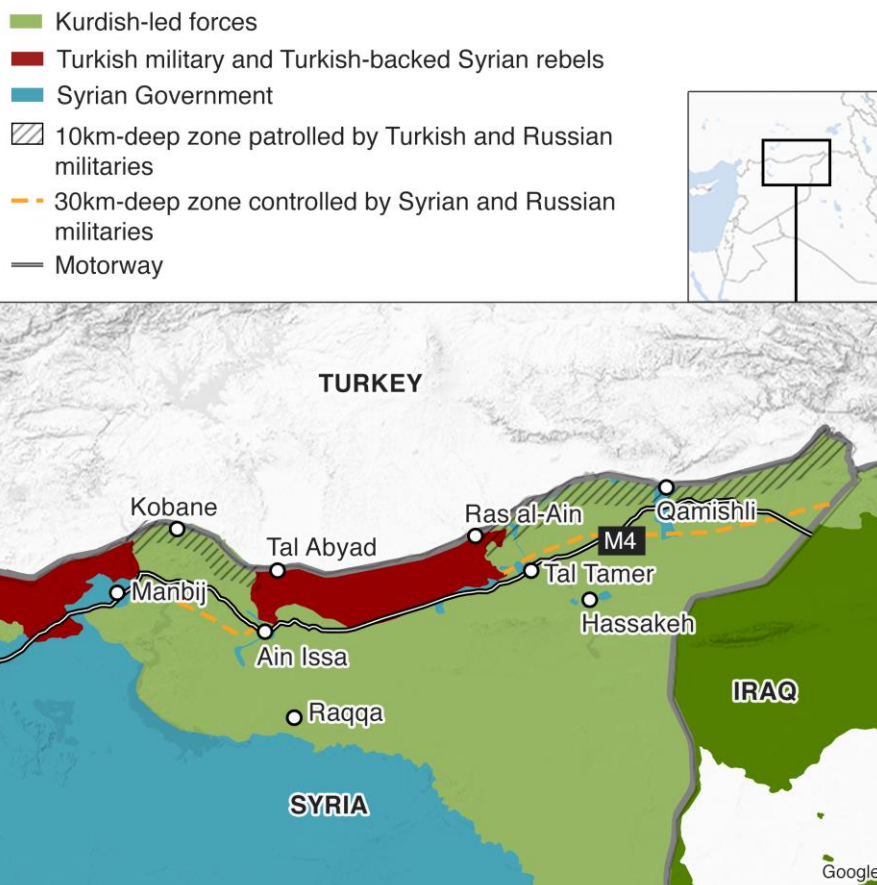 Kurdish-led forces
Turkish military and Turkish-backed Syrian rebels
Syrian Government
10km-deep zone patrolled by Turkish and Russian
militaries
30km-deep zone controlled by Syrian and Russian
militaries
Motorway
TURKEY
Kobane
Ras al-Ain
Qamishli
Tal Abyad
M4
Manbij
Tal Tamer
Hassakeh
Ain Issa
IRAQ
Raqqa
SYRIA
Google